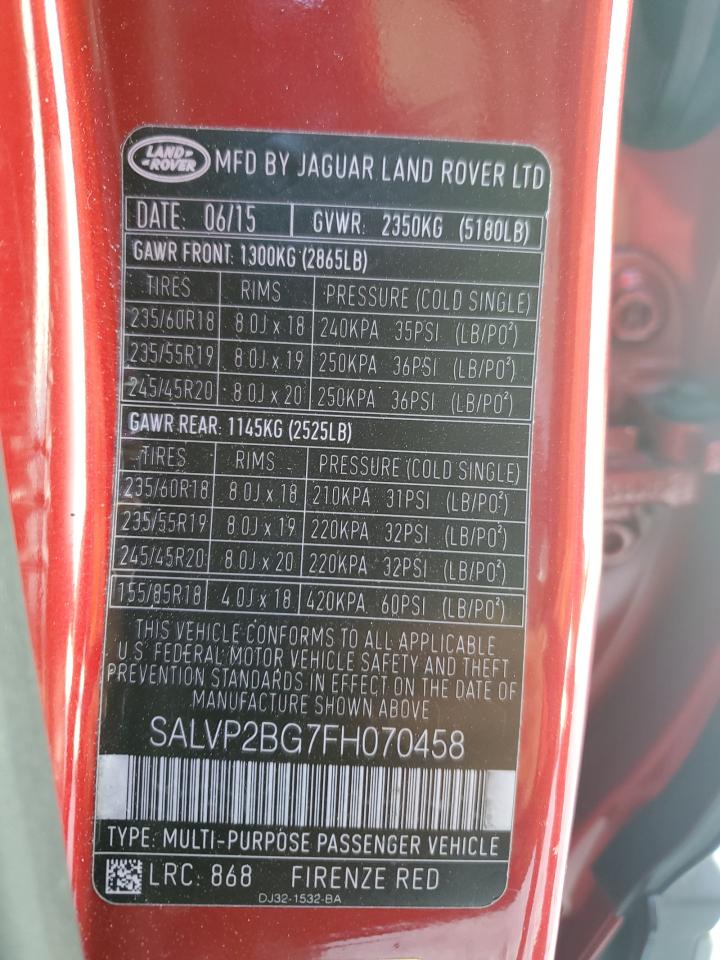 LAND-
-ROVER MFD BY JAGUAR LAND ROVER LTD
DATE: 06/15 GVWR: 2350KG (5180LB)
GAWR FRONT: 1300KG (2865LB)
TIRES RIMS PRESSURE (COLD SINGLE)
235/60R18 8.0J x 18 240KPA 35PSI (LB/PO²)
235/55R19 8.0J x 19 250KPA 36PSI (LB/PO²)
245/45R20 8.0J x 20 250KPA 36PSI (LB/PO²)
GAWR REAR: 1145KG (2525LB)
TIRES RIMS PRESSURE (COLD SINGLE)
235/60R18 8.0J x 18 210KPA 31PSI (LB/PO²)
235/55R19 8.0J x 19 220KPA 32PSI (LB/PO²)
245/45R20 8.0J x 20 220KPA 32PSI (LB/PO²)
155/85R18 4.0J x 18 420KPA 60PSI (LB/PO²)
THIS VEHICLE CONFORMS TO ALL APPLICABLE
U.S. FEDERAL MOTOR VEHICLE SAFETY AND THEFT
PREVENTION STANDARDS IN EFFECT ON THE DATE OF
MANUFACTURE SHOWN ABOVE
SALVP2BG7FH070458
TYPE: MULTI-PURPOSE PASSENGER VEHICLE
LRC: 868 FIRENZE RED
DJ32-1532-BA